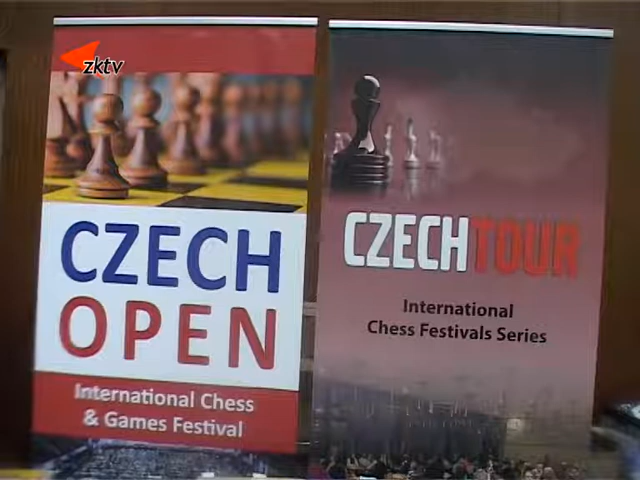 zktv
CZECH
OPEN
International Chess
& Games Festival
CZECHTOUR
International
Chess Festivals Series